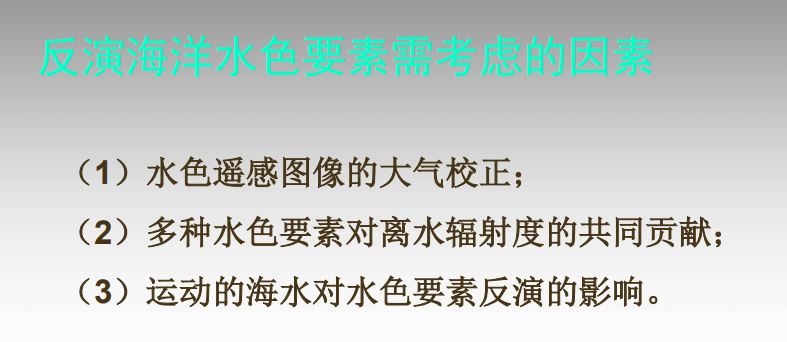 反演海洋水色要素需考虑的因素
（1）水色遥感图像的大气校正；
（2）多种水色要素对离水辐射度的共同贡献；
（3）运动的海水对水色要素反演的影响。